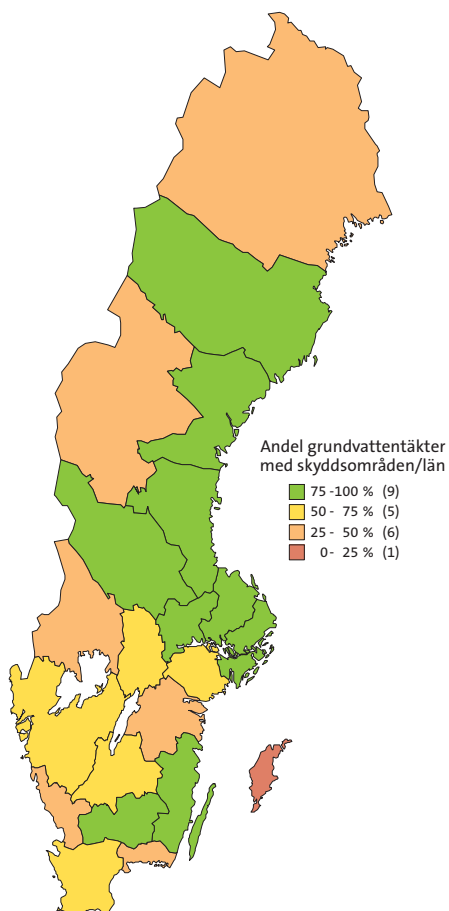 Andel grundvattentäkter
med skyddsområden/län
75 -100 % (9)
50 - 75 % (5)
25 - 50 % (6)
0 - 25 % (1)